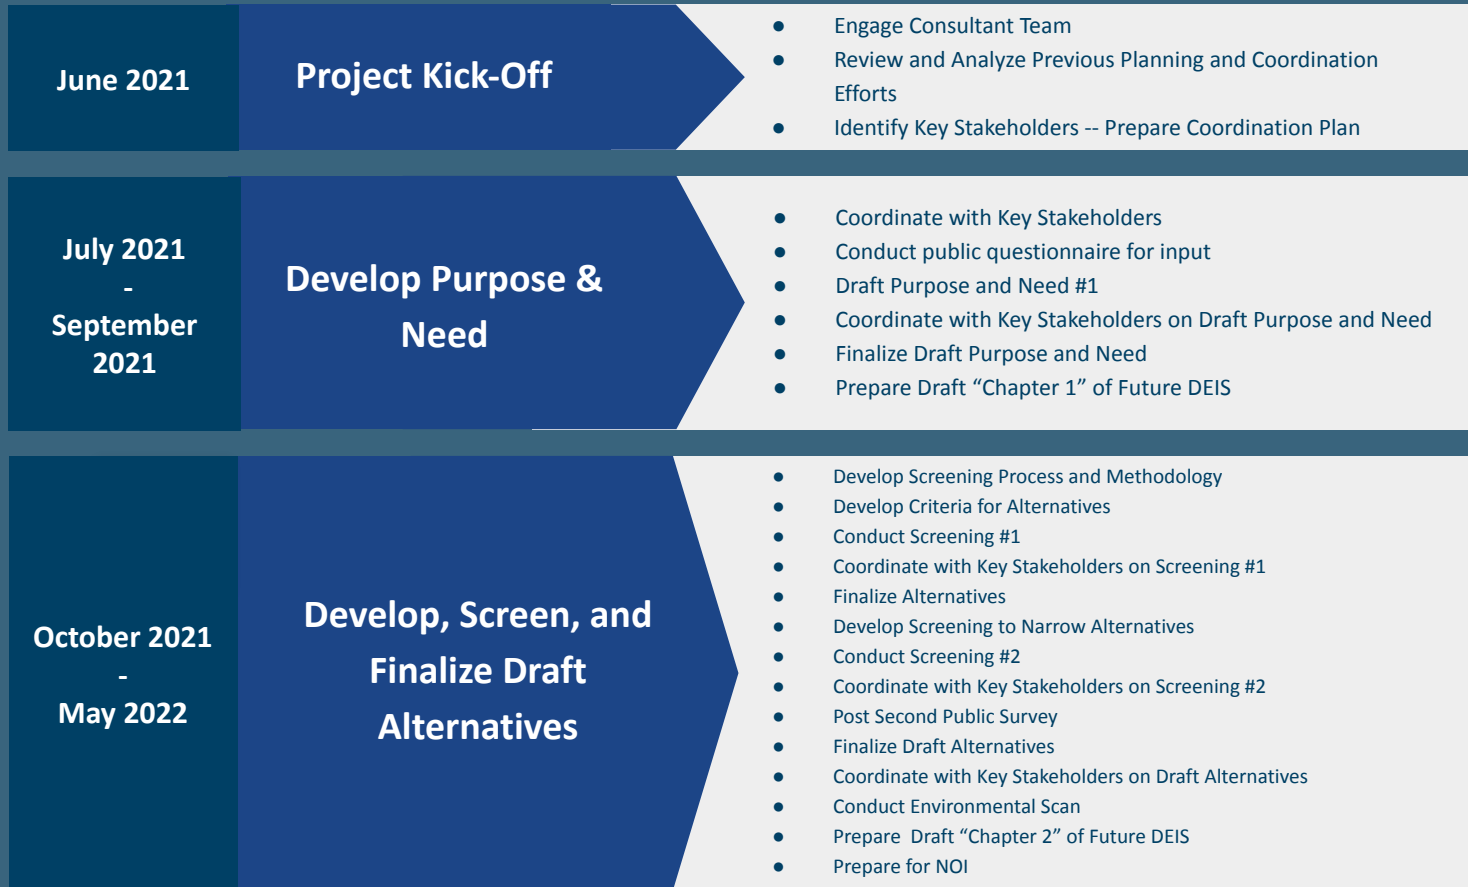 June 2021
Project Kick-Off
● Engage Consultant Team
● Review and Analyze Previous Planning and Coordination
Efforts
● Identify Key Stakeholders -- Prepare Coordination Plan
July 2021
-
September
2021
Develop Purpose &
Need
● Coordinate with Key Stakeholders
● Conduct public questionnaire for input
● Draft Purpose and Need #1
● Coordinate with Key Stakeholders on Draft Purpose and Need
● Finalize Draft Purpose and Need
● Prepare Draft “Chapter 1” of Future DEIS
October 2021
-
May 2022
Develop, Screen, and
Finalize Draft
Alternatives
● Develop Screening Process and Methodology
● Develop Criteria for Alternatives
● Conduct Screening #1
● Coordinate with Key Stakeholders on Screening #1
● Finalize Alternatives
● Develop Screening to Narrow Alternatives
● Conduct Screening #2
● Coordinate with Key Stakeholders on Screening #2
● Post Second Public Survey
● Finalize Draft Alternatives
● Coordinate with Key Stakeholders on Draft Alternatives
● Conduct Environmental Scan
● Prepare  Draft “Chapter 2” of Future DEIS
● Prepare for NOI